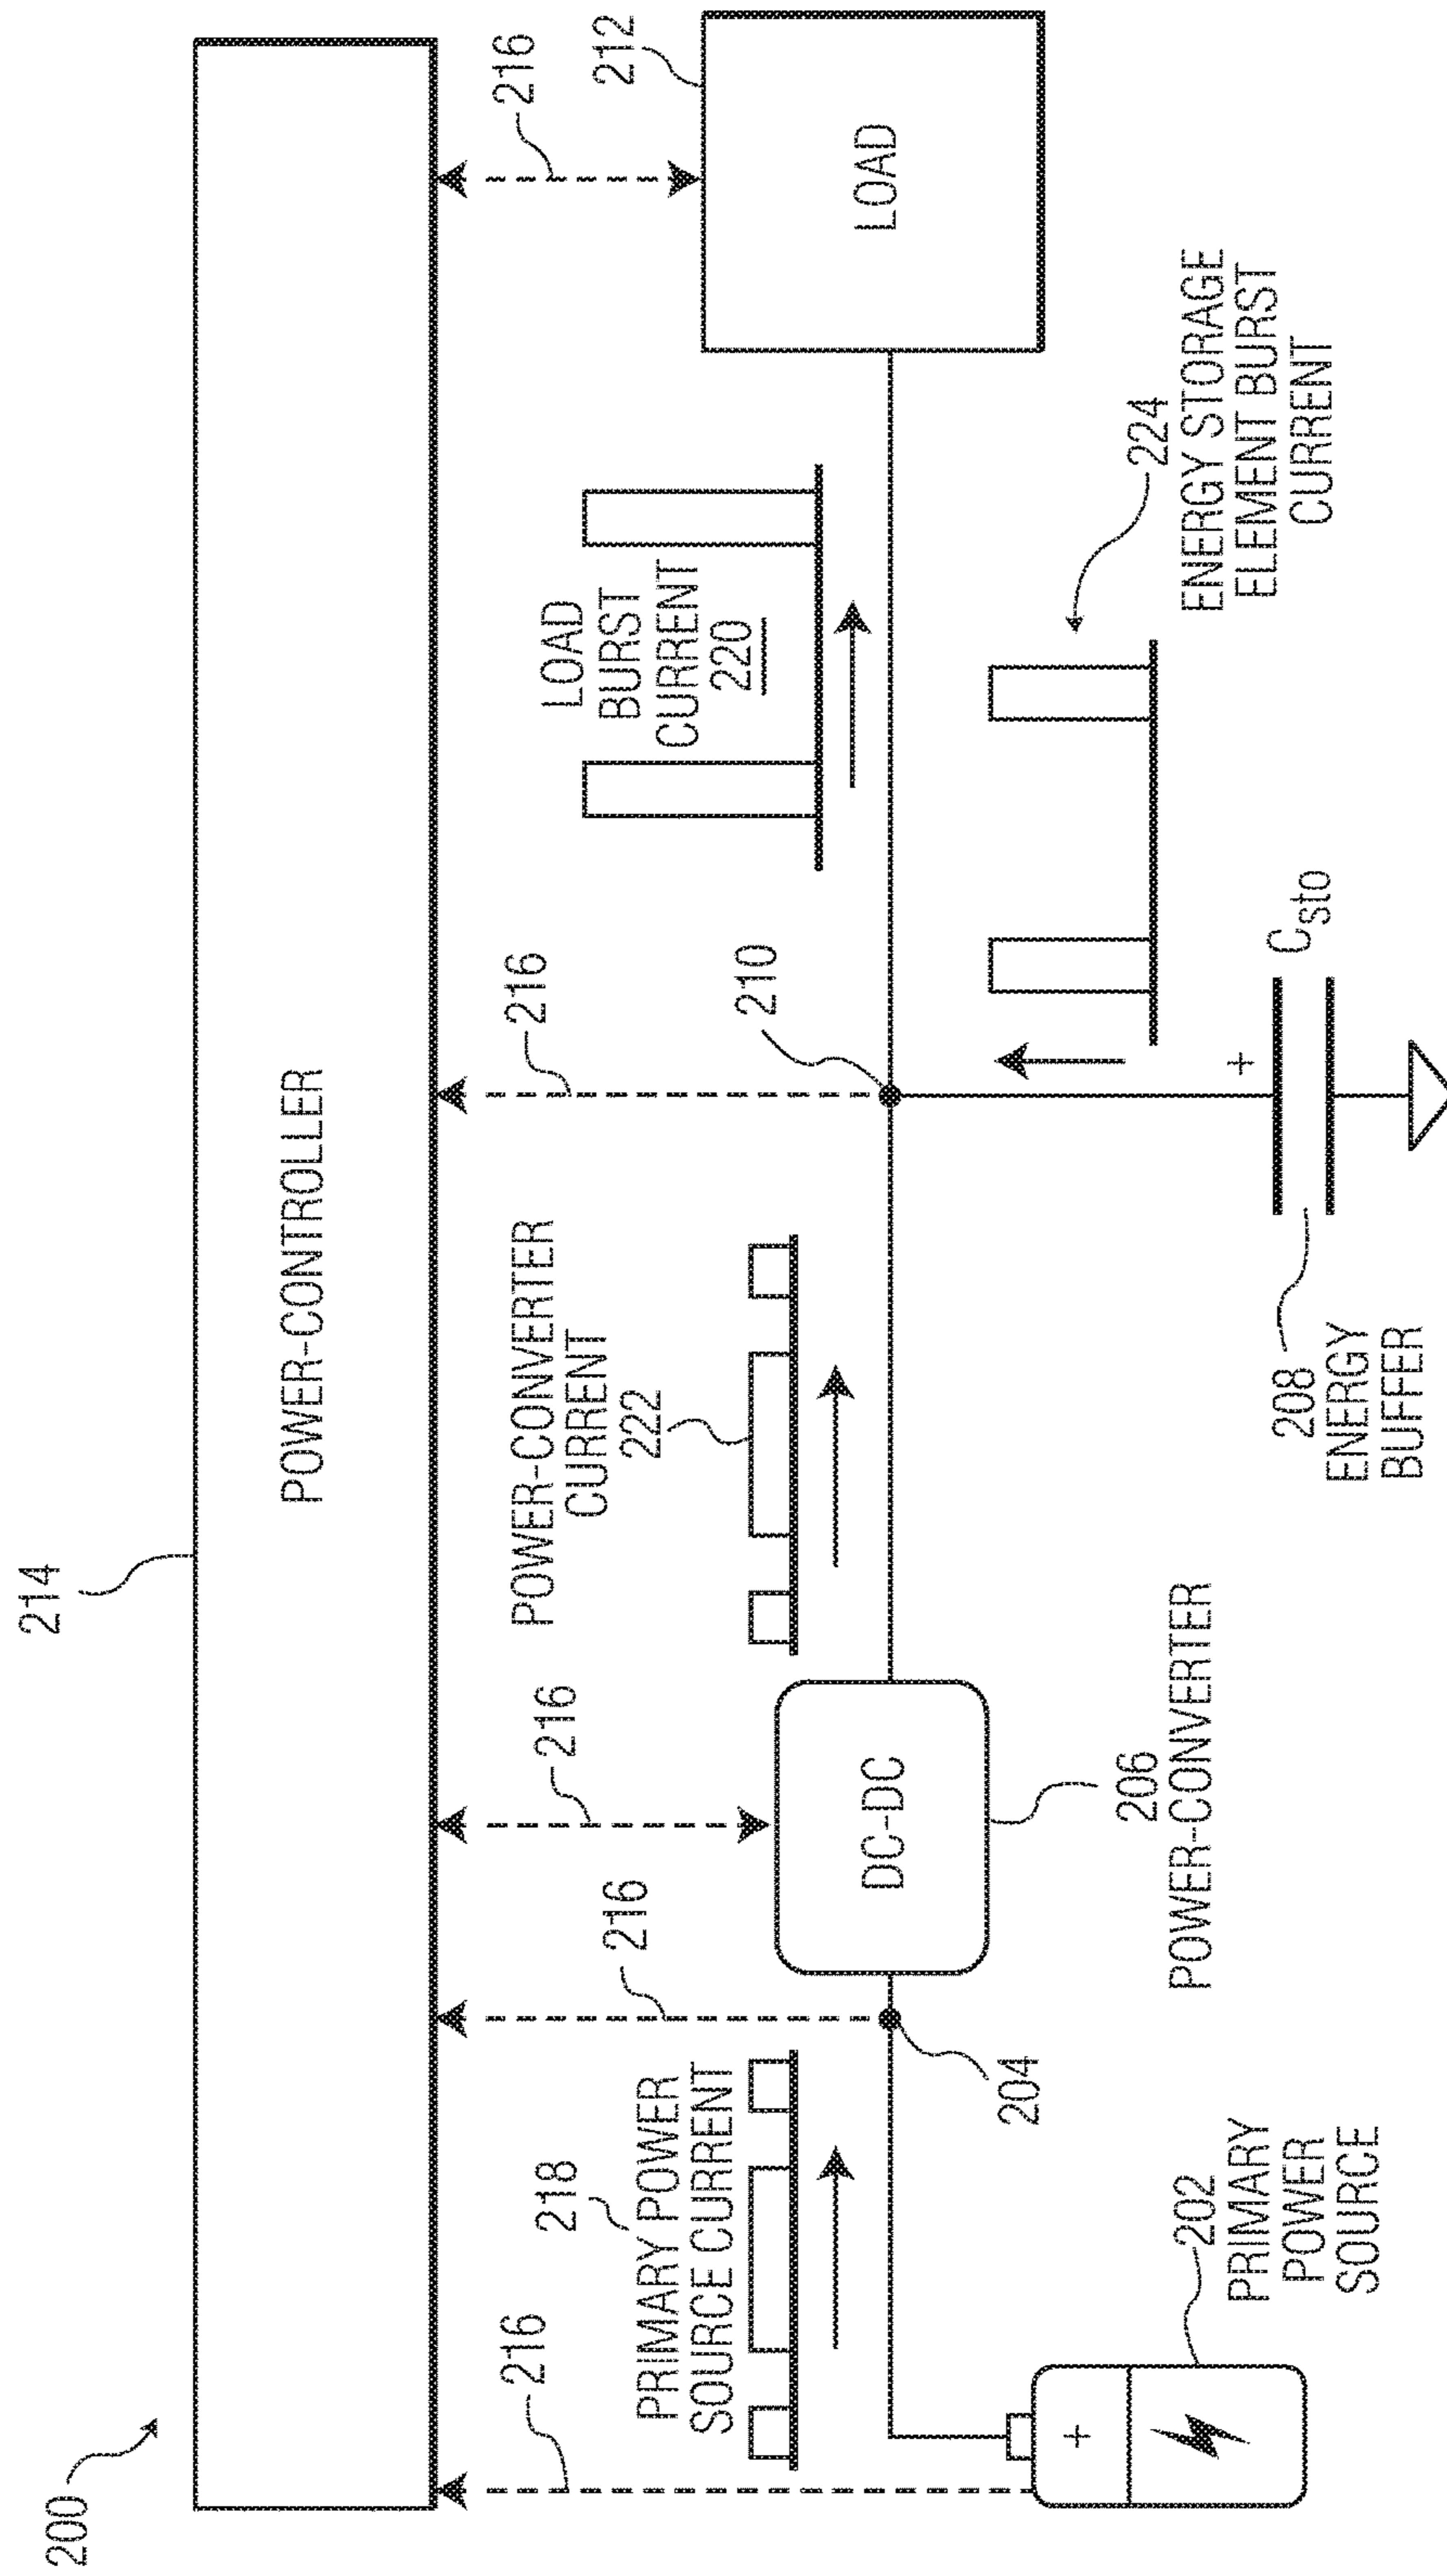 200
214
POWER-CONTROLLER
216
218
PRIMARY POWER
SOURCE CURRENT
216
216
POWER-CONVERTER
CURRENT
222
216
LOAD
BURST
CURRENT
220
216
212
+
202
PRIMARY
POWER
SOURCE
204
DC-DC
206
POWER-CONVERTER
210
208
ENERGY
BUFFER
+
Csto
224
ENERGY STORAGE
ELEMENT BURST
CURRENT
LOAD